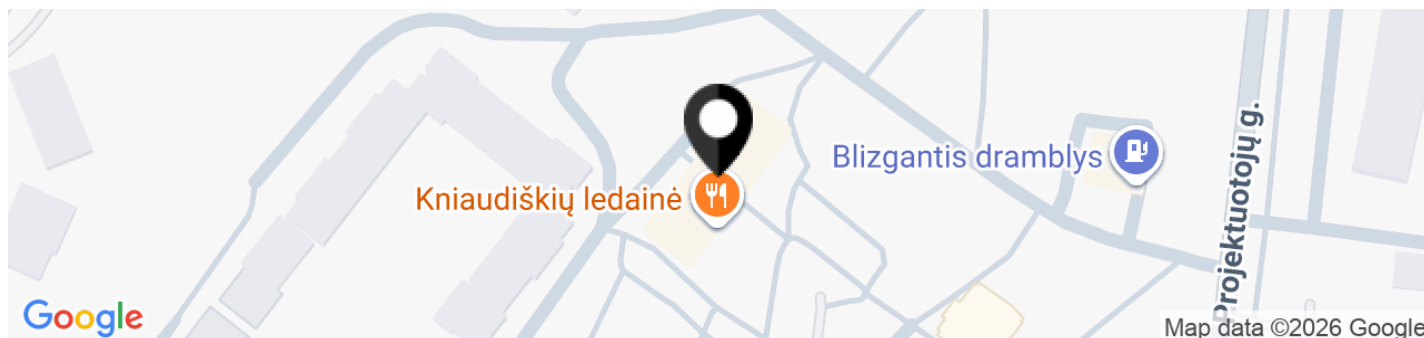 Blizgantis dramblys
Kniaudiškių ledainė
Projektuotojų g.
Google
Map data ©2026 Google